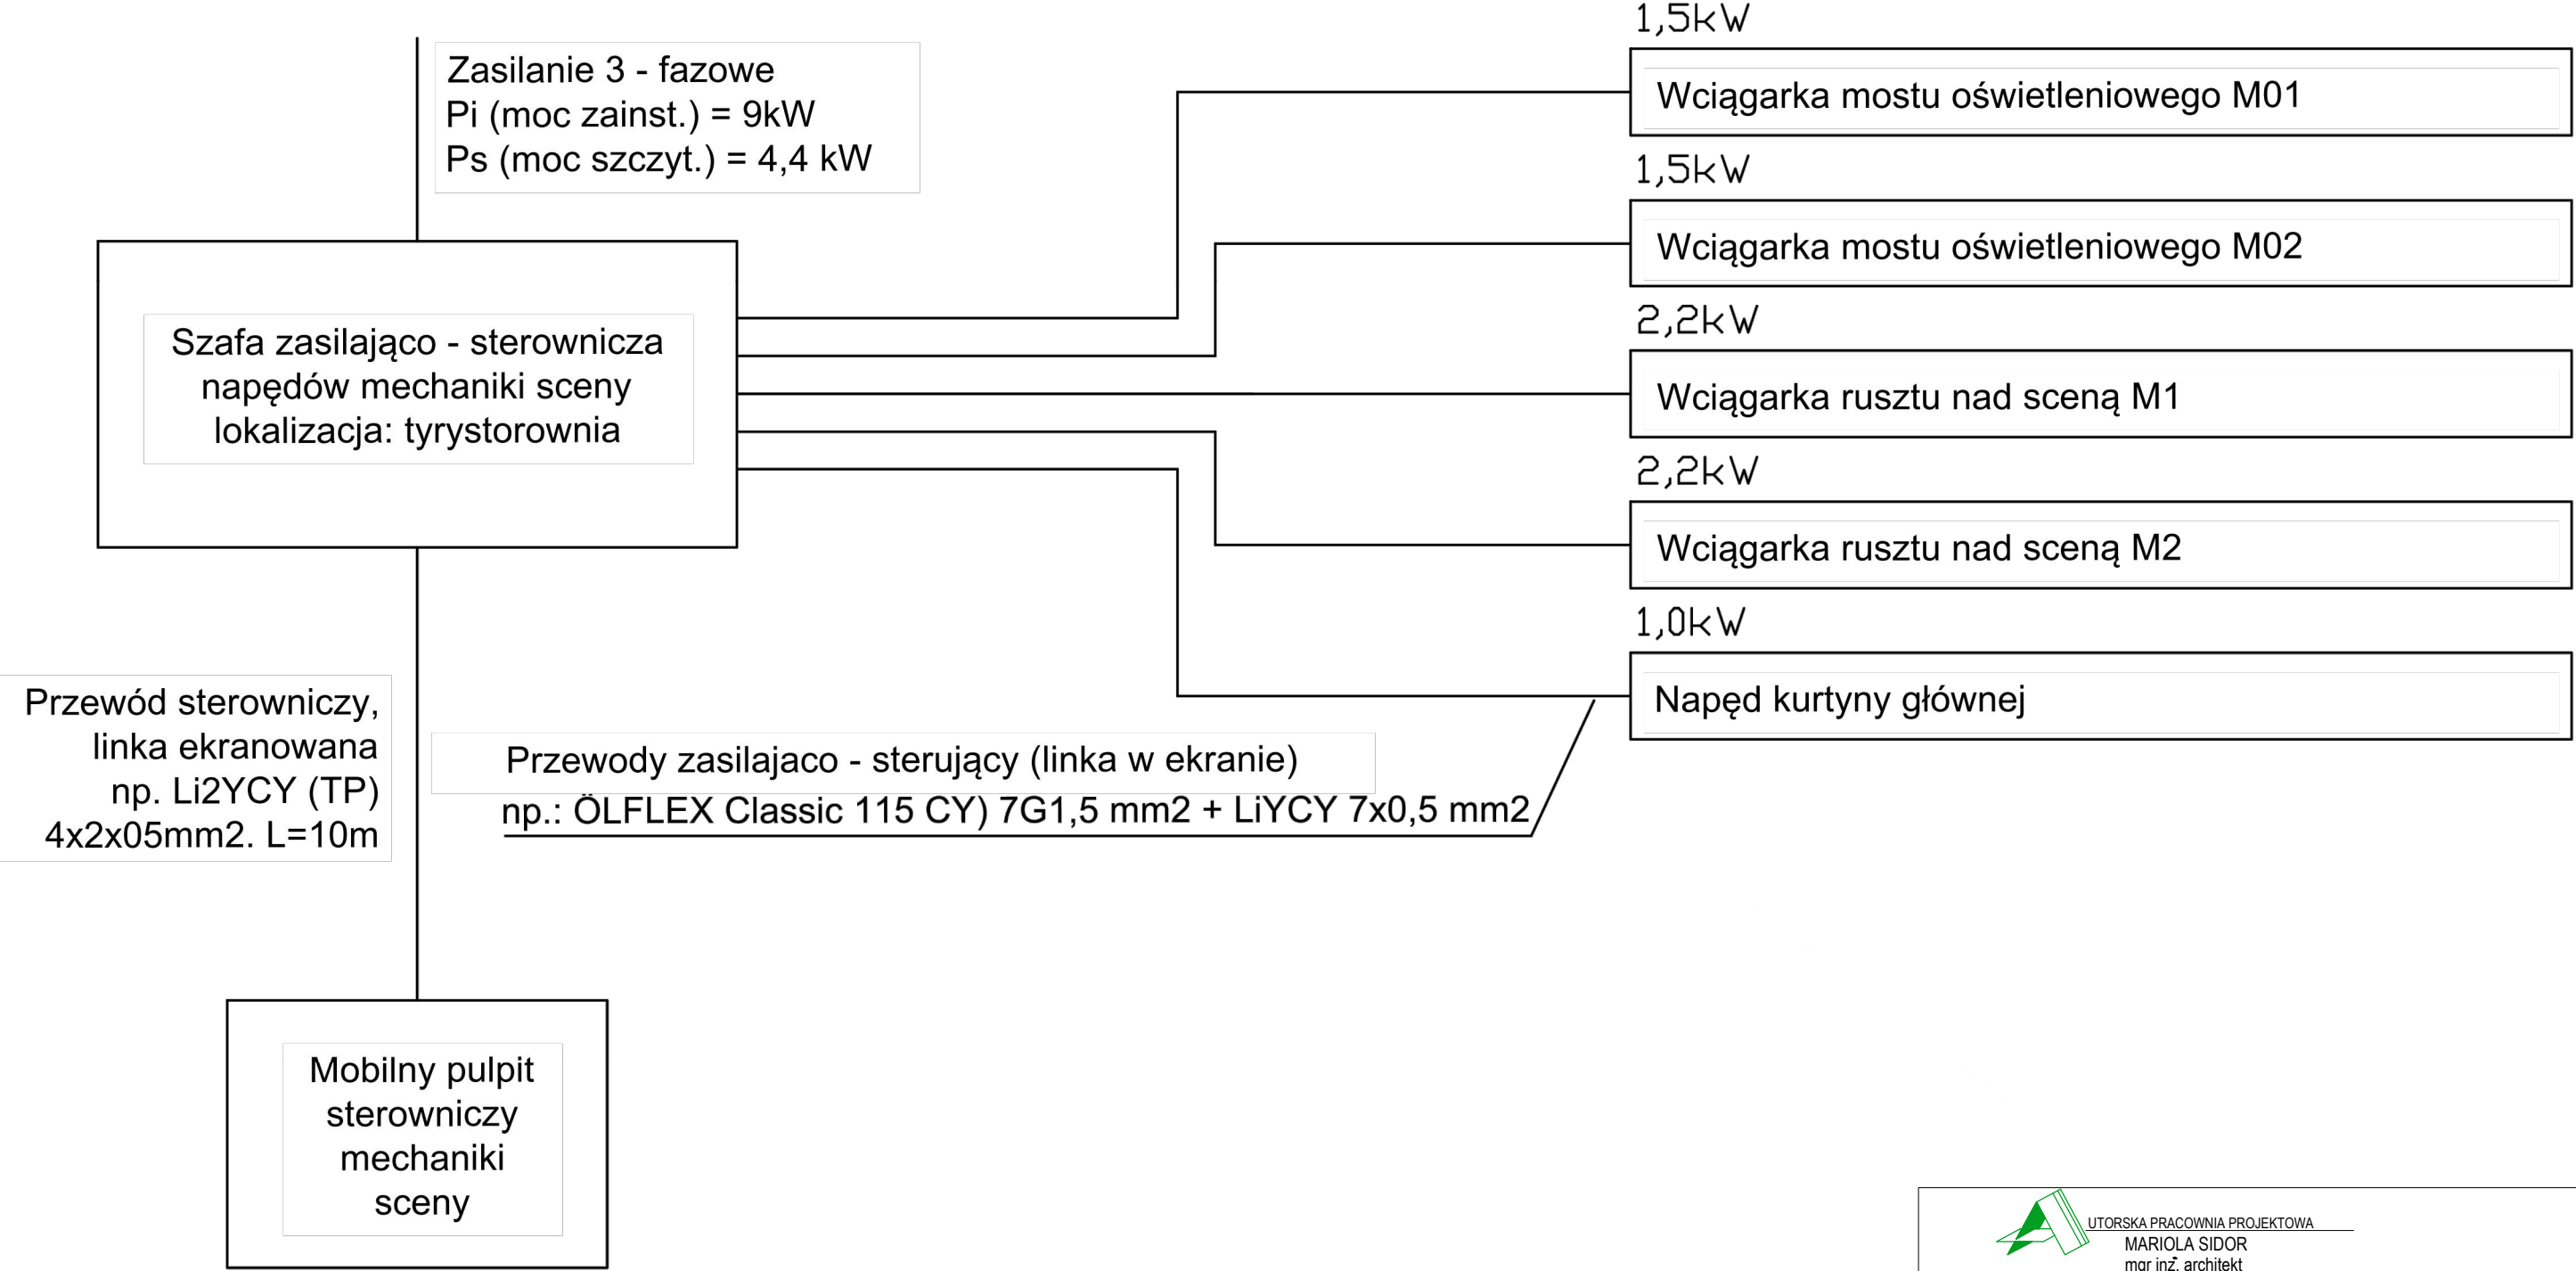 Zasilanie 3 - fazowe
Pi (moc zainst.) = 9kW
Ps (moc szczyt.) = 4,4 kW
Szafa zasilająco - sterownicza
napędów mechaniki sceny
lokalizacja: tyrystorownia
1,5kW
Wciągarka mostu oświetleniowego M01
1,5kW
Wciągarka mostu oświetleniowego M02
2,2kW
Wciągarka rusztu nad sceną M1
2,2kW
Wciągarka rusztu nad sceną M2
1,0kW
Napęd kurtyny głównej
Przewód sterowniczy,
linka ekranowana
np. Li2YCY (TP)
4x2x05mm2. L=10m
Przewody zasilajaco - sterujący (linka w ekranie)
np.: ÖLFLEX Classic 115 CY) 7G1,5 mm2 + LiYCY 7x0,5 mm2
Mobilny pulpit
sterowniczy
mechaniki
sceny
UTORSKA PRACOWNIA PROJEKTOWA
MARIOLA SIDOR
mgr inż. architekt